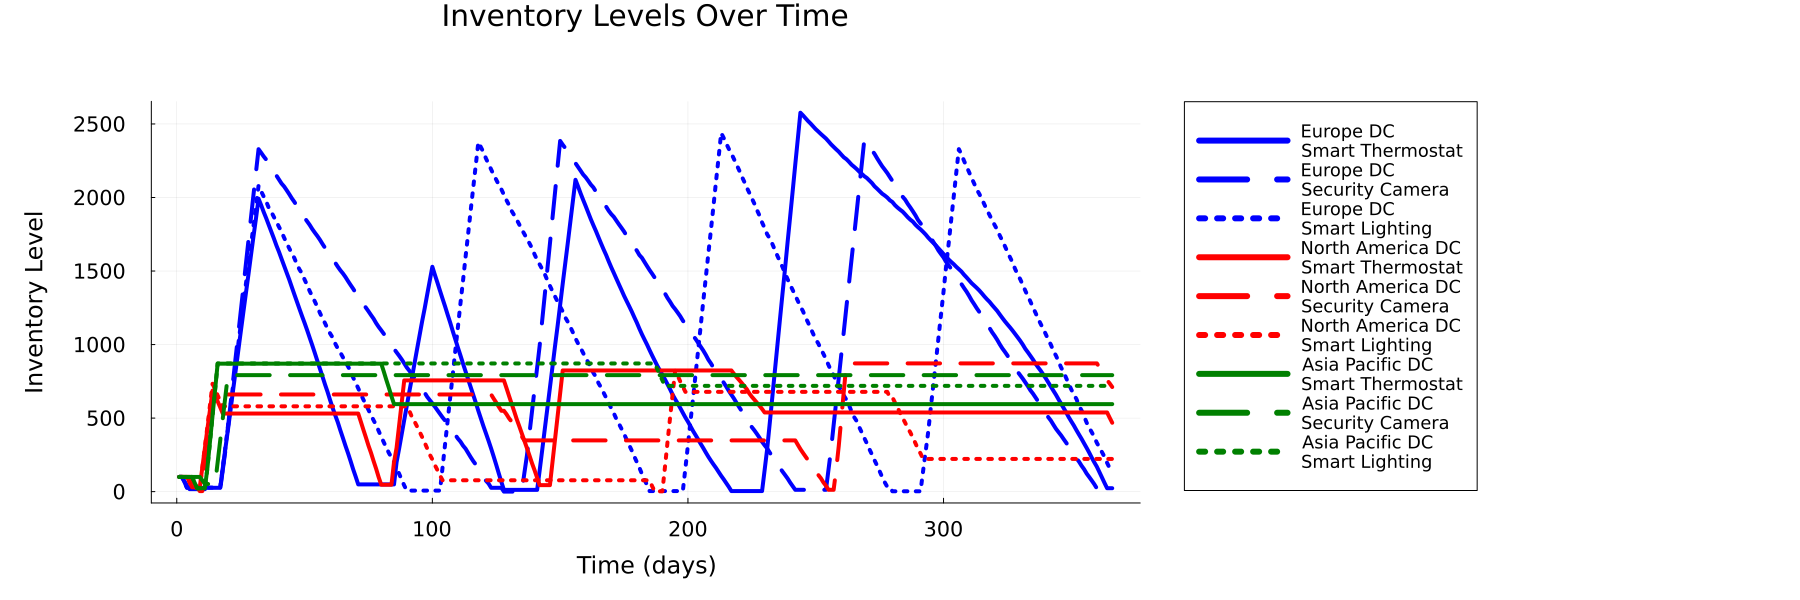 Inventory Levels Over Time
Inventory Level
2500
2000
1500
1000
500
0
0 100 200 300
Time (days)
Europe DC
Smart Thermostat
Europe DC
Security Camera
Europe DC
Smart Lighting
North America DC
Smart Thermostat
North America DC
Security Camera
North America DC
Smart Lighting
Asia Pacific DC
Smart Thermostat
Asia Pacific DC
Security Camera
Asia Pacific DC
Smart Lighting